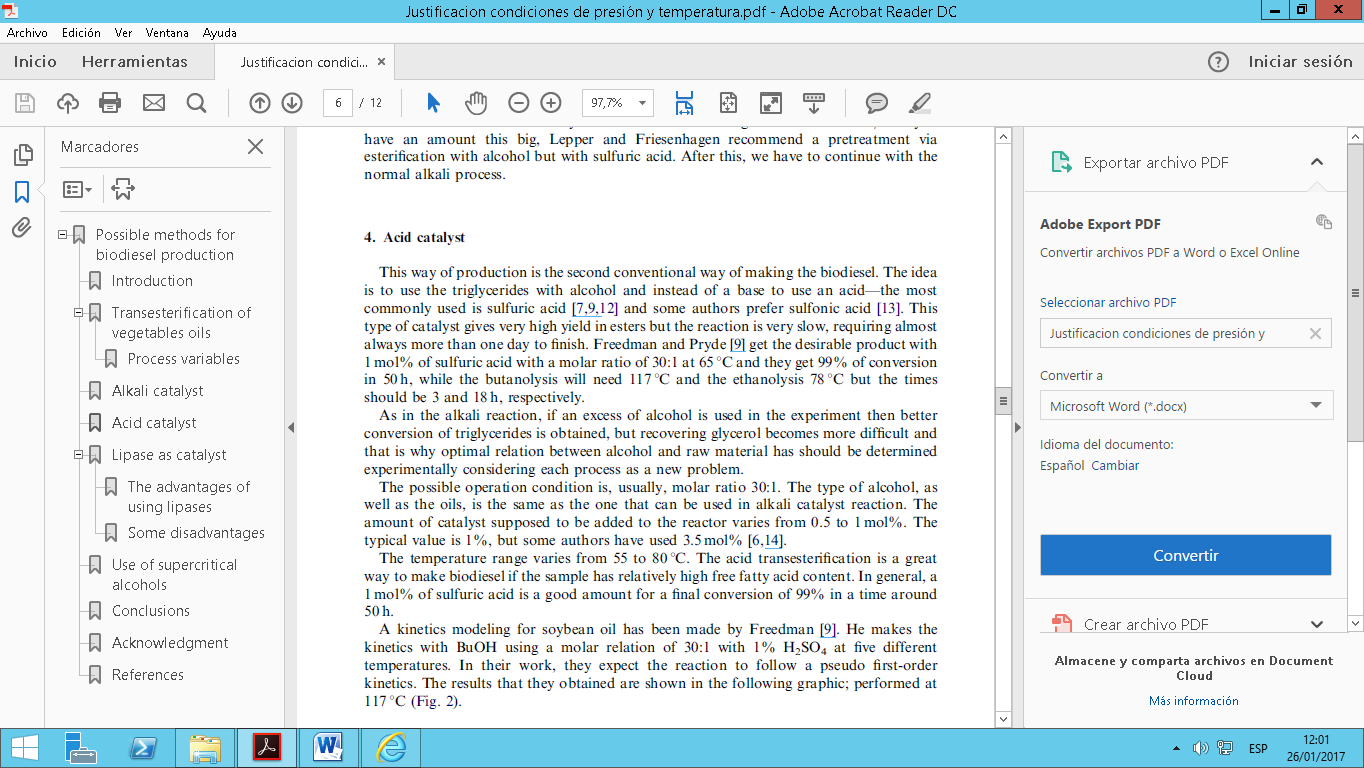 Justificacion condiciones de presión y temperatura.pdf - Adobe Acrobat Reader DC
Archivo Edición Ver Ventana Ayuda
Inicio Herramientas Justificacion condici... Iniciar sesión
6 / 12 97,7%
Marcadores
Possible methods for
biodiesel production
Introduction
Transesterification of
vegetables oils
Process variables
Alkali catalyst
Acid catalyst
Lipase as catalyst
The advantages of
using lipases
Some disadvantages
Use of supercritical
alcohols
Conclusions
Acknowledgment
References
have an amount this big, Lepper and Friesenhagen recommend a pretreatment via
esterification with alcohol but with sulfuric acid. After this, we have to continue with the
normal alkali process.
4. Acid catalyst
This way of production is the second conventional way of making the biodiesel. The idea
is to use the triglycerides with alcohol and instead of a base to use an acid—the most
commonly used is sulfuric acid [7,9,12] and some authors prefer sulfonic acid [13]. This
type of catalyst gives very high yield in esters but the reaction is very slow, requiring almost
always more than one day to finish. Freedman and Pryde [9] get the desirable product with
1 mol% of sulfuric acid with a molar ratio of 30:1 at 65 °C and they get 99% of conversion
in 50 h, while the butanolysis will need 117 °C and the ethanolysis 78 °C but the times
should be 3 and 18 h, respectively.
As in the alkali reaction, if an excess of alcohol is used in the experiment then better
conversion of triglycerides is obtained, but recovering glycerol becomes more difficult and
that is why optimal relation between alcohol and raw material has should be determined
experimentally considering each process as a new problem.
The possible operation condition is, usually, molar ratio 30:1. The type of alcohol, as
well as the oils, is the same as the one that can be used in alkali catalyst reaction. The
amount of catalyst supposed to be added to the reactor varies from 0.5 to 1 mol%. The
typical value is 1%, but some authors have used 3.5 mol% [6,14].
The temperature range varies from 55 to 80 °C. The acid transesterification is a great
way to make biodiesel if the sample has relatively high free fatty acid content. In general, a
1 mol% of sulfuric acid is a good amount for a final conversion of 99% in a time around
50 h.
A kinetics modeling for soybean oil has been made by Freedman [9]. He makes the
kinetics with BuOH using a molar relation of 30:1 with 1% H₂SO₄ at five different
temperatures. In their work, they expect the reaction to follow a pseudo first-order
kinetics. The results that they obtained are shown in the following graphic; performed at
117 °C (Fig. 2).
Exportar archivo PDF
Adobe Export PDF
Convertir archivos PDF a Word o Excel Online
Seleccionar archivo PDF
Justificacion condiciones de presión y
Convertir a
Microsoft Word (*.docx)
Idioma del documento:
Español Cambiar
Convertir
Crear archivo PDF
Almacene y comparta archivos en Document
Cloud
Más información
ESP
12:01
26/01/2017